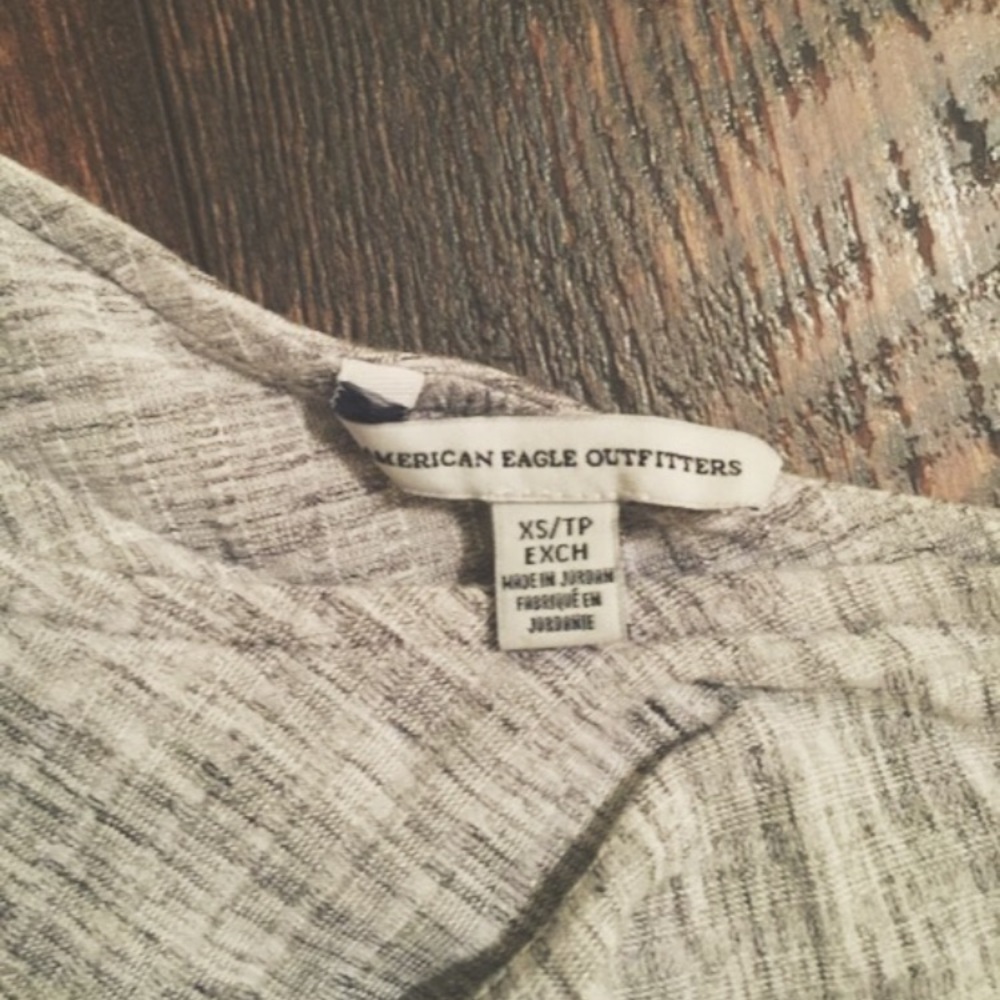 AMERICAN EAGLE OUTFITTERS
XS/TP
EXCH
MADE IN JORDAN
FABRIQUÉ EN
JORDANIE